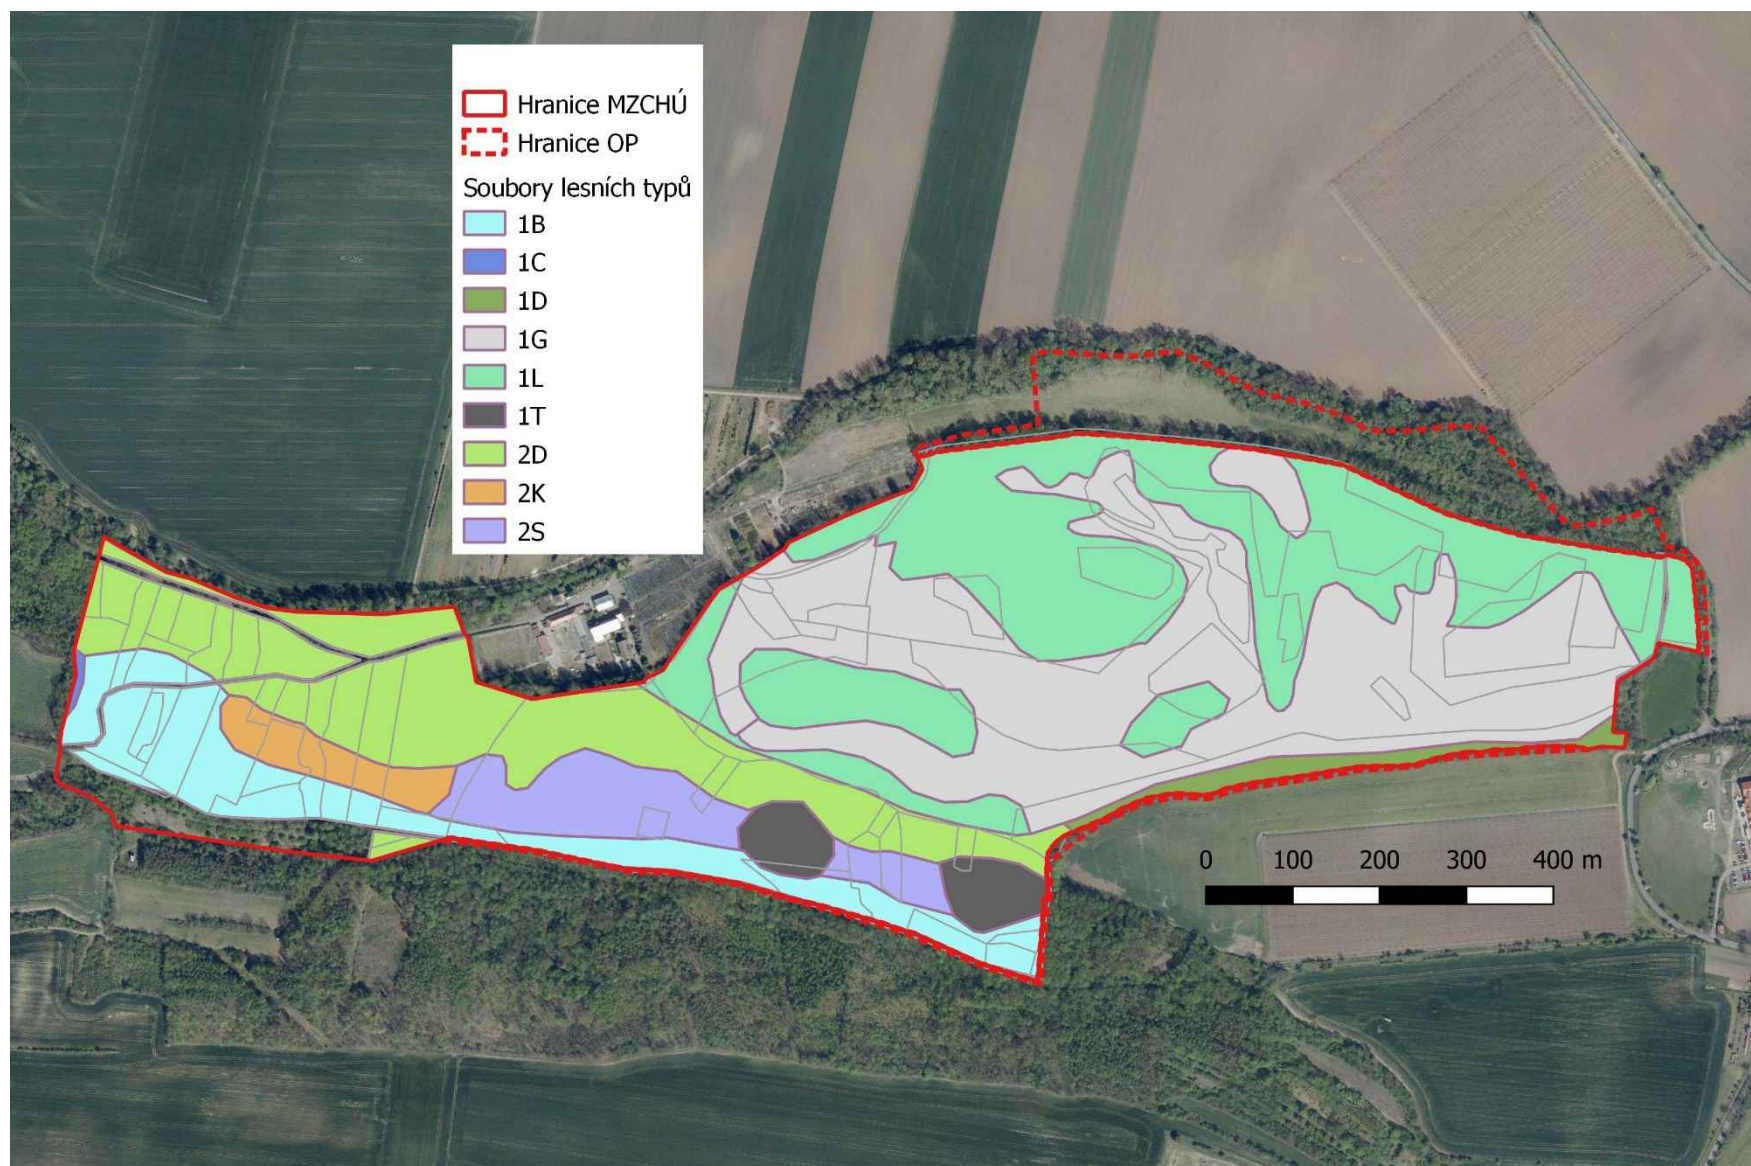 Hranice MZCHÚ
Hranice OP
Soubory lesních typů
1B
1C
1D
1G
1L
1T
2D
2K
2S
0 100 200 300 400 m